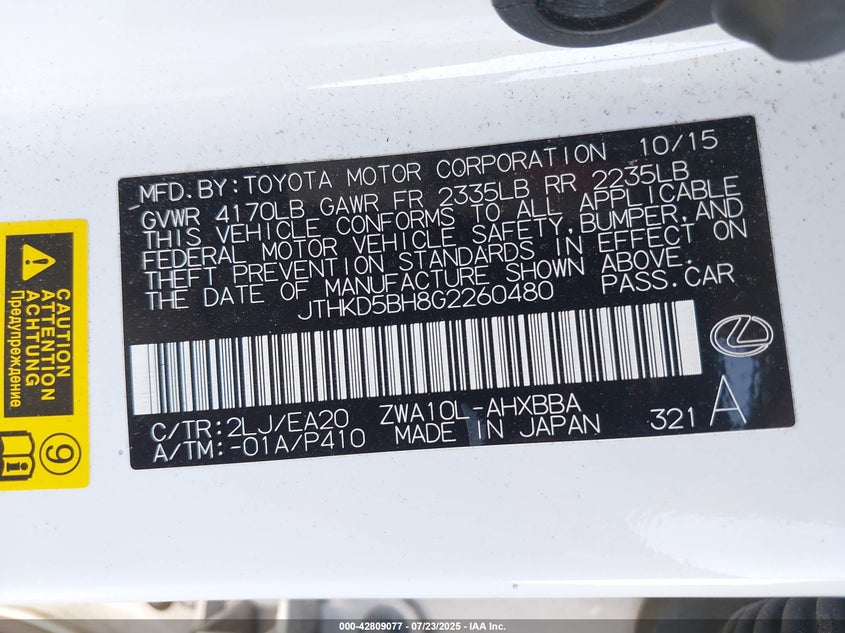 MFD.BY:TOYOTA MOTOR CORPORATION 10/15
GVWR 4170LB GAWR FR 2335LB RR 2235LB
THIS VEHICLE CONFORMS TO ALL APPLICABLE
FEDERAL MOTOR VEHICLE SAFETY,BUMPER,AND
THEFT PREVENTION STANDARDS IN EFFECT ON
THE DATE OF MANUFACTURE SHOWN ABOVE.
JTHKD5BH8G2260480 PASS.CAR
C/TR:2LJ/EA20 ZWA10L-AHXBBA
A/TM:-01A/P410 MADE IN JAPAN 321 A
CAUTION
ATTENTION
ACHTUNG
Предупреждение
9
000-42809077 / 07/23/2025 - IAA Inc.